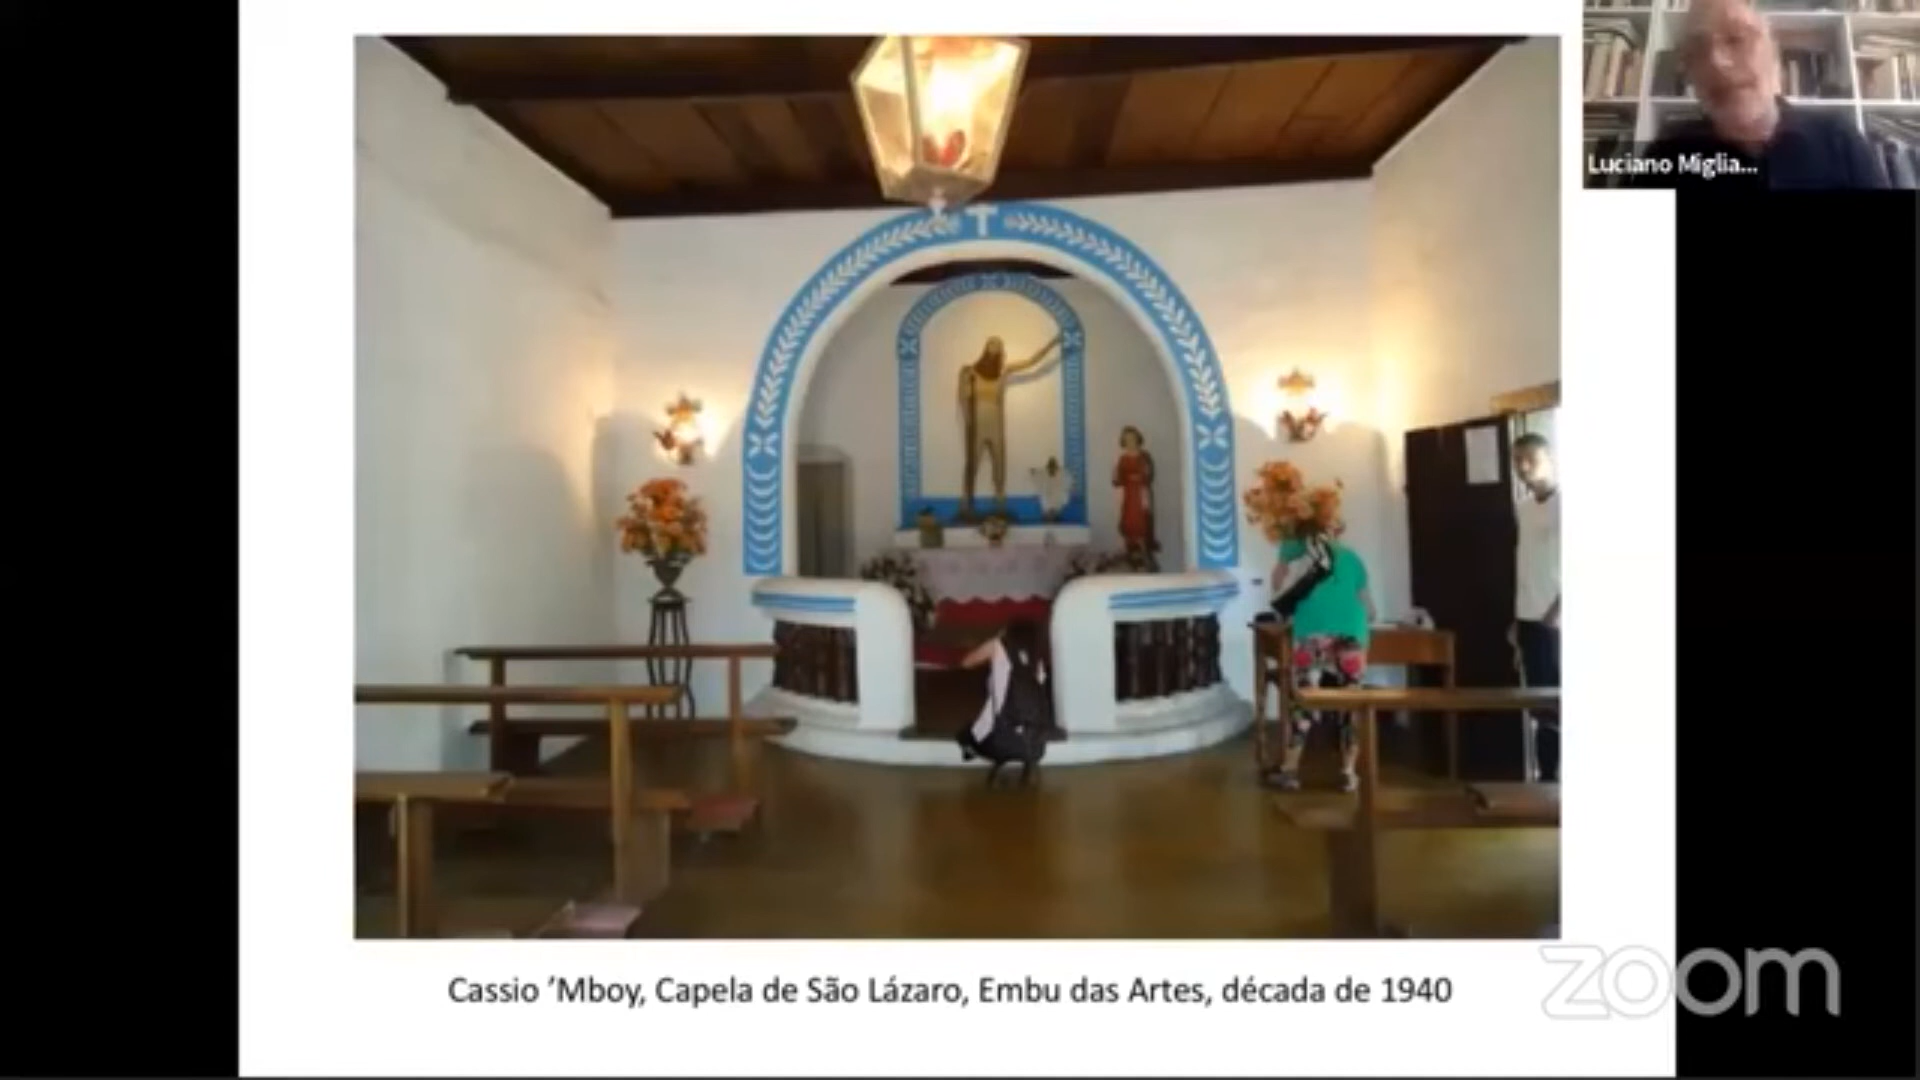 Luciano Miglia...
Cassio ’Mboy, Capela de São Lázaro, Embu das Artes, década de 1940
zoom